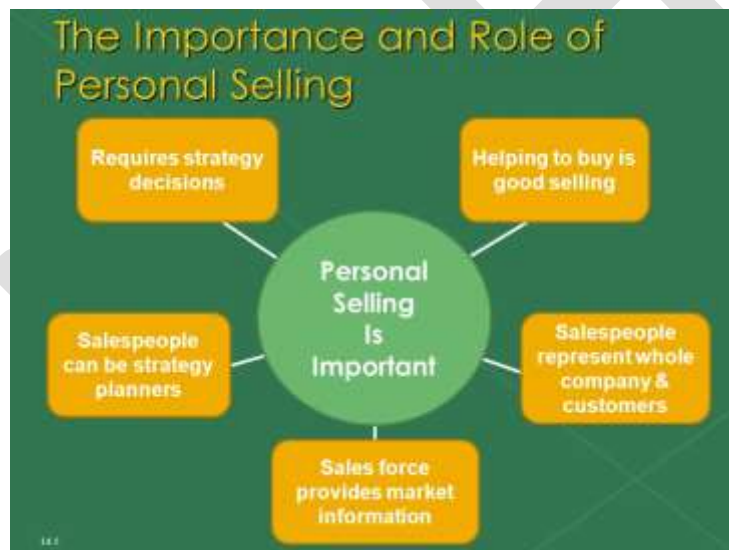 The Importance and Role of
Personal Selling
Requires strategy
decisions
Helping to buy is
good selling
Personal
Selling
Is
Important
Salespeople
can be strategy
planners
Salespeople
represent whole
company &
customers
Sales force
provides market
information